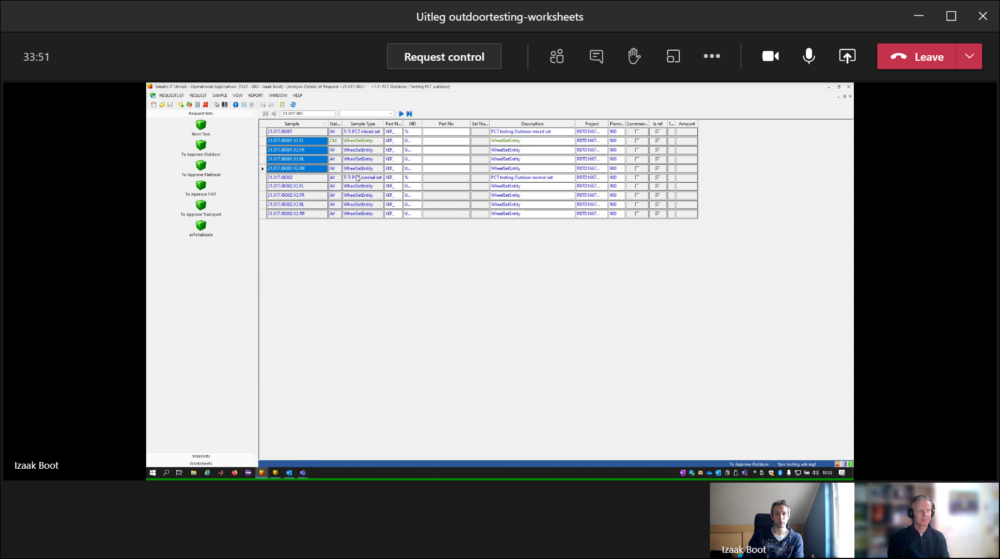 Uitleg outdoortesting-worksheets
33:51
Request control
Leave
Simatic IT Unilab - Operational Application [TEST - IBO - Izaak Boot] - [Analysis Details of Request <21.017.IBO> <T-T: PCT Outdoor : Testing PCT outdoor]
REQUESTLIST REQUEST SAMPLE VIEW REPORT WINDOW HELP
Request lists
21.017.IBO
Basic Task
To Approve Outdoor
To Approve Flattrack
To Approve TWT
To Approve Transport
avToValidate
Sample Stat... Sample Type Part N... UID Part No Set Nu... Description Project Plann... Commen... Is ref T... Amount
21.017.IBO01 AV T-T: PCT mixed set XEF_ % PCT testing Outdoor mixed set RDTD1667... 900
21.017.IBO01.Y2.FL CM WheelSetEntity XEF_ U... WheelSetEntity RDTD1667... 900
21.017.IBO01.Y2.FR AV WheelSetEntity XEF_ U... WheelSetEntity RDTD1667... 900
21.017.IBO01.Y2.RL AV WheelSetEntity XEF_ U... WheelSetEntity RDTD1667... 900
21.017.IBO01.Y2.RR AV WheelSetEntity XEF_ U... WheelSetEntity RDTD1667... 900
21.017.IBO02 AV T-T: PCT normal set XEF_ % PCT testing Outdoor normal set RDTD1667... 900
21.017.IBO02.Y2.FL AV WheelSetEntity XEF_ U... WheelSetEntity RDTD1667... 900
21.017.IBO02.Y2.FR AV WheelSetEntity XEF_ U... WheelSetEntity RDTD1667... 900
21.017.IBO02.Y2.RL AV WheelSetEntity XEF_ U... WheelSetEntity RDTD1667... 900
21.017.IBO02.Y2.RR AV WheelSetEntity XEF_ U... WheelSetEntity RDTD1667... 900
Worklists
Worksheets
To Approve Outdoor Tyre testing adv mgt
10:33
Izaak Boot
Izaak Boot